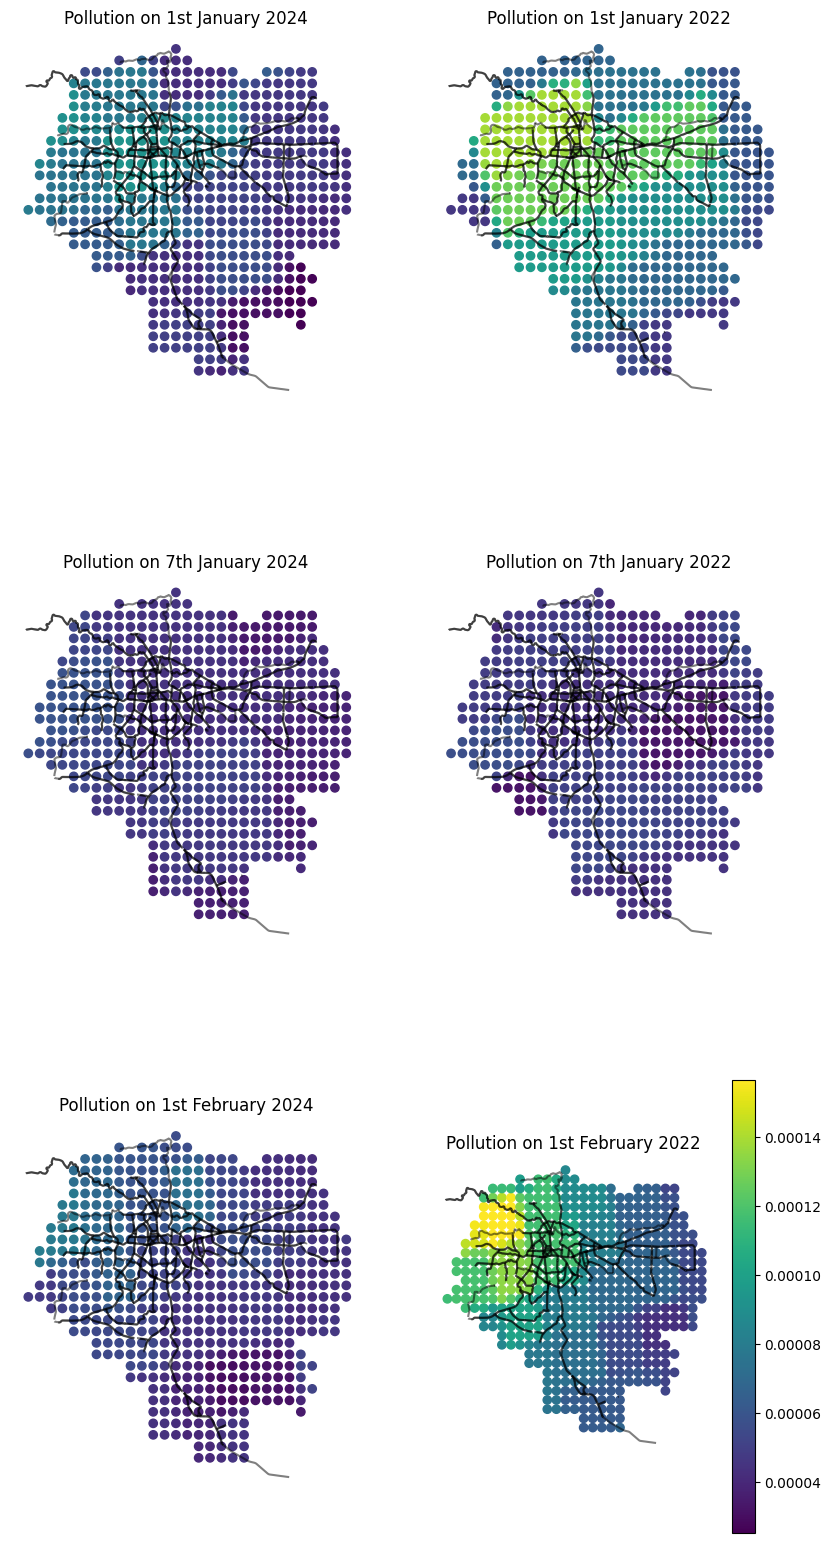 Pollution on 1st January 2024
Pollution on 1st January 2022
Pollution on 7th January 2024
Pollution on 7th January 2022
Pollution on 1st February 2024
Pollution on 1st February 2022
0.00014
0.00012
0.00010
0.00008
0.00006
0.00004